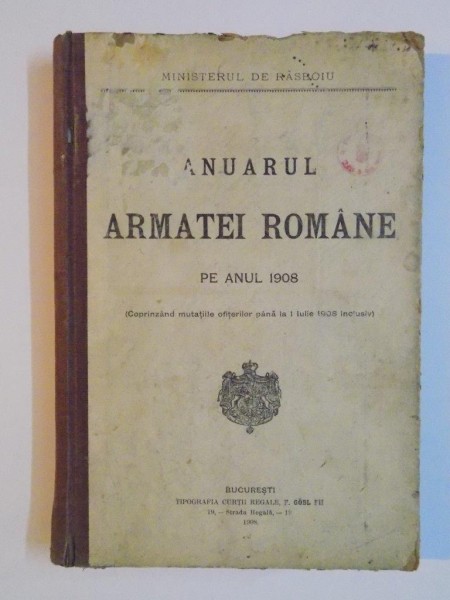 MINISTERUL DE RĂSBOIU
ANUARUL
ARMATEI ROMÂNE
PE ANUL 1908
(Coprinzând mutațiile ofițerilor până la 1 Iulie 1908 inclusiv)
BUCUREȘTI
TIPOGRAFIA CURȚII REGALE, F. GÖBL FII
19, — Strada Regală, — 19
1908.